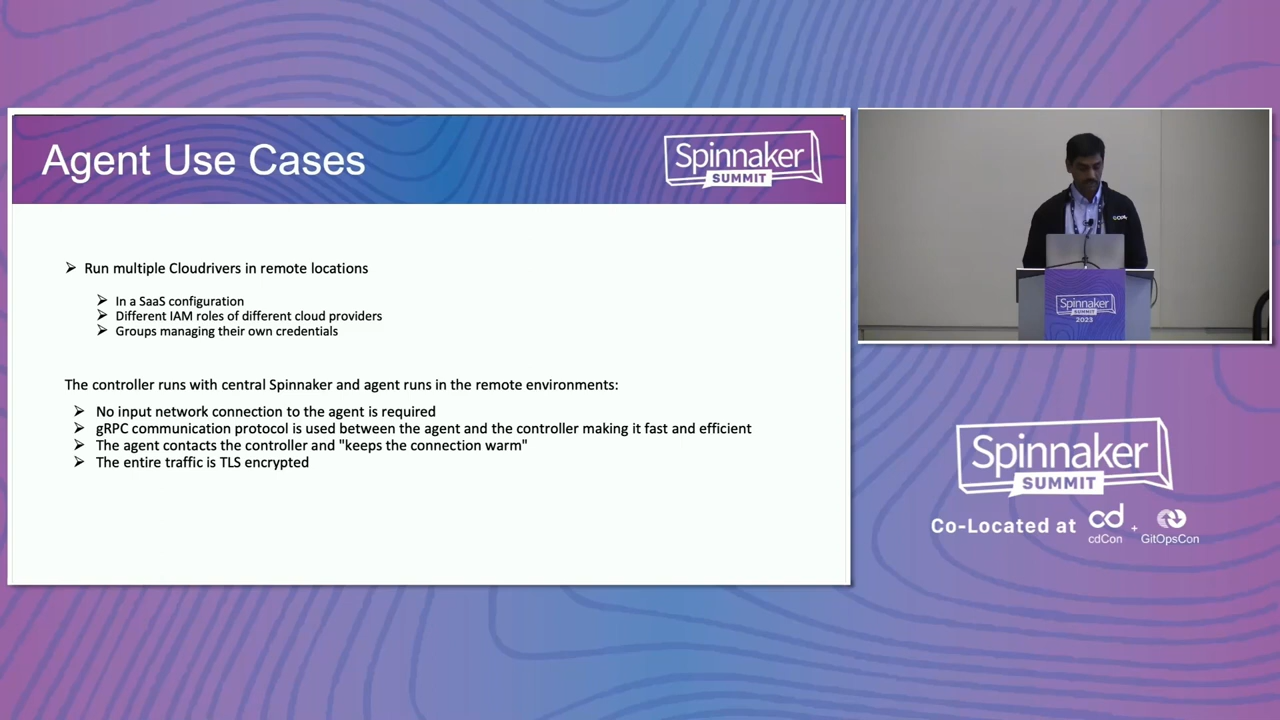 Agent Use Cases
Spinnaker
SUMMIT
Run multiple Cloudrivers in remote locations
In a SaaS configuration
Different IAM roles of different cloud providers
Groups managing their own credentials
The controller runs with central Spinnaker and agent runs in the remote environments:
No input network connection to the agent is required
gRPC communication protocol is used between the agent and the controller making it fast and efficient
The agent contacts the controller and "keeps the connection warm"
The entire traffic is TLS encrypted
Spinnaker
SUMMIT
2023
Spinnaker
SUMMIT
Co-Located at cd + 
cdCon
GitOpsCon